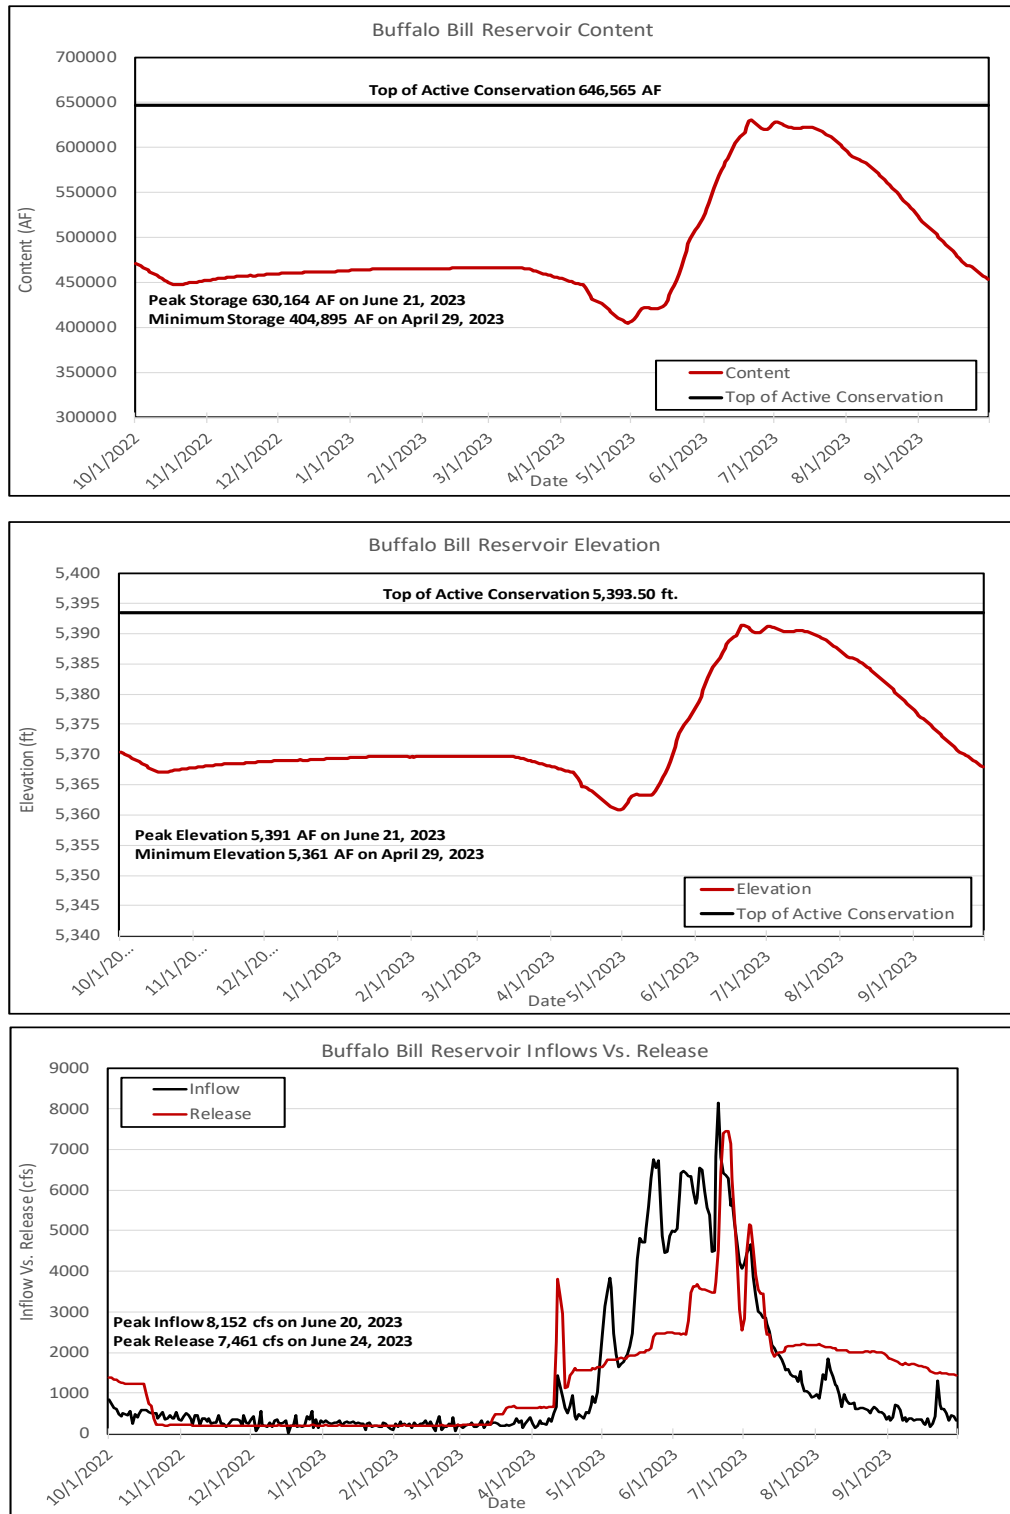 Buffalo Bill Reservoir Content
700000
650000
600000
550000
500000
450000
400000
350000
300000
Content (AF)
Top of Active Conservation 646,565 AF
Peak Storage 630,164 AF on June 21, 2023
Minimum Storage 404,895 AF on April 29, 2023
Content
Top of Active Conservation
10/1/2022
11/1/2022
12/1/2022
1/1/2023
2/1/2023
3/1/2023
4/1/2023
5/1/2023
6/1/2023
7/1/2023
8/1/2023
9/1/2023
Date
Buffalo Bill Reservoir Elevation
5,400
5,395
5,390
5,385
5,380
5,375
5,370
5,365
5,360
5,355
5,350
5,345
5,340
Elevation (ft)
Top of Active Conservation 5,393.50 ft.
Peak Elevation 5,391 AF on June 21, 2023
Minimum Elevation 5,361 AF on April 29, 2023
Elevation
Top of Active Conservation
10/1/20...
11/1/20...
12/1/20...
1/1/2023
2/1/2023
3/1/2023
4/1/2023
5/1/2023
6/1/2023
7/1/2023
8/1/2023
9/1/2023
Date
Buffalo Bill Reservoir Inflows Vs. Release
9000
8000
7000
6000
5000
4000
3000
2000
1000
0
Inflow Vs. Release (cfs)
Inflow
Release
Peak Inflow 8,152 cfs on June 20, 2023
Peak Release 7,461 cfs on June 24, 2023
10/1/2022
11/1/2022
12/1/2022
1/1/2023
2/1/2023
3/1/2023
4/1/2023
5/1/2023
6/1/2023
7/1/2023
8/1/2023
9/1/2023
Date